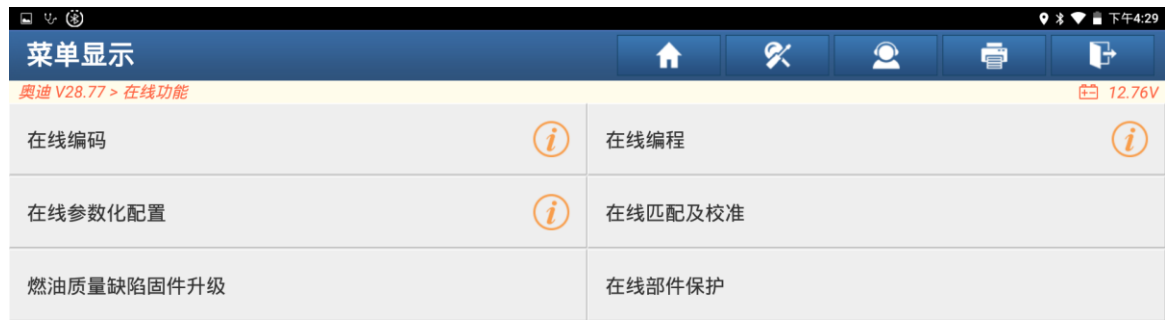 下午4:29
菜单显示
奥迪 V28.77 > 在线功能 12.76V
在线编码 在线编程
在线参数化配置 在线匹配及校准
燃油质量缺陷固件升级 在线部件保护